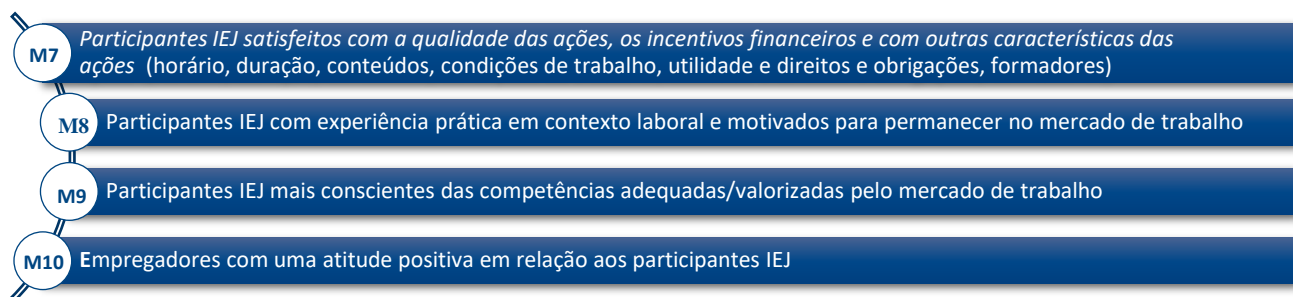 M7
Participantes IEJ satisfeitos com a qualidade das ações, os incentivos financeiros e com outras características das
ações (horário, duração, conteúdos, condições de trabalho, utilidade e direitos e obrigações, formadores)
M8
Participantes IEJ com experiência prática em contexto laboral e motivados para permanecer no mercado de trabalho
M9
Participantes IEJ mais conscientes das competências adequadas/valorizadas pelo mercado de trabalho
M10
Empregadores com uma atitude positiva em relação aos participantes IEJ